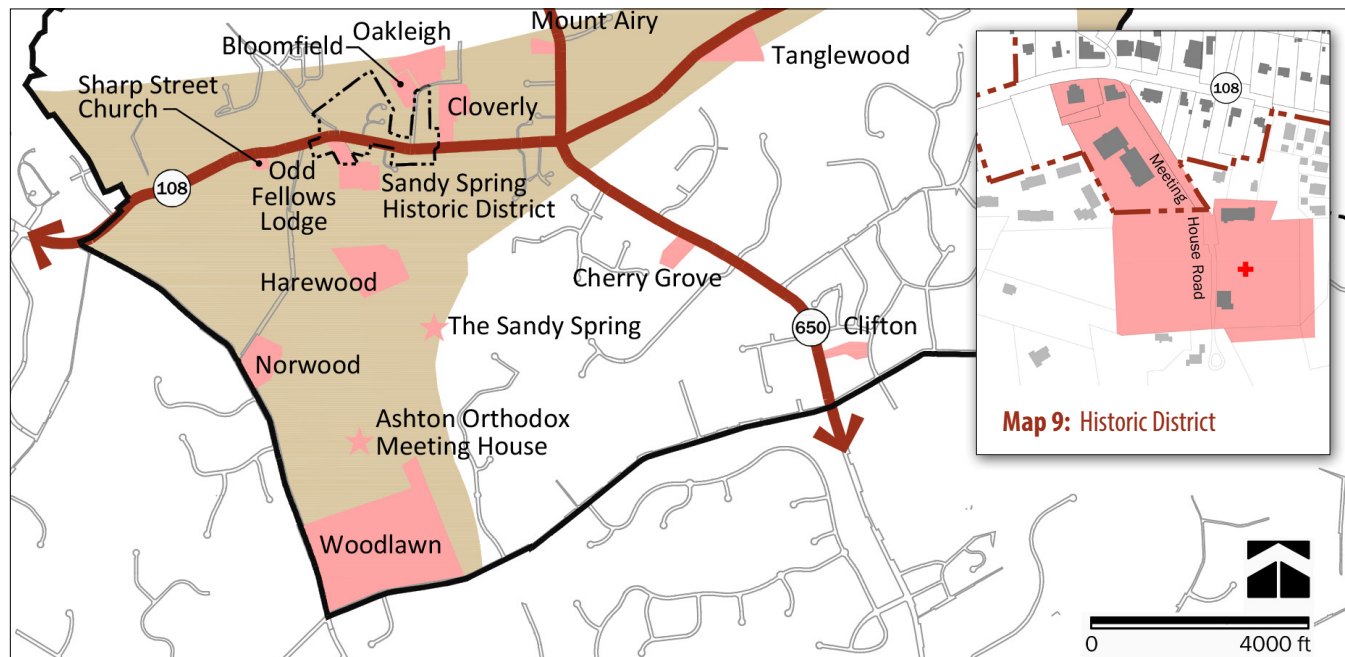 Mount Airy
Oakleigh
Bloomfield
Tanglewood
Sharp Street
Church
Cloverly
108
Odd
Fellows
Lodge
Sandy Spring
Historic District
Harewood
Cherry Grove
The Sandy Spring
650
Clifton
Norwood
Ashton Orthodox
Meeting House
Woodlawn
108
Meeting
House Road
Map 9: Historic District
0 4000 ft